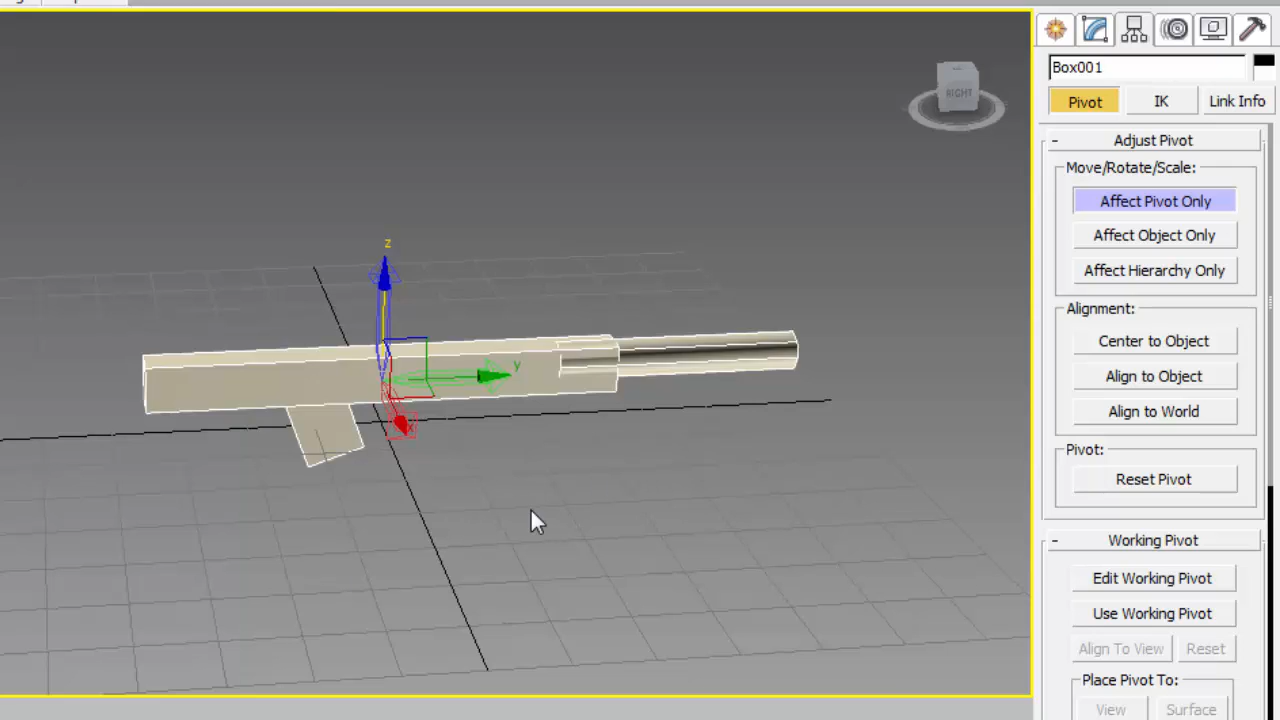 Box001
RIGHT
Pivot IK Link Info
- Adjust Pivot
Move/Rotate/Scale:
Affect Pivot Only
Affect Object Only
Affect Hierarchy Only
Alignment:
Center to Object
Align to Object
Align to World
Pivot:
Reset Pivot
- Working Pivot
Edit Working Pivot
Use Working Pivot
Align To View Reset
Place Pivot To:
View Surface
z
y
x